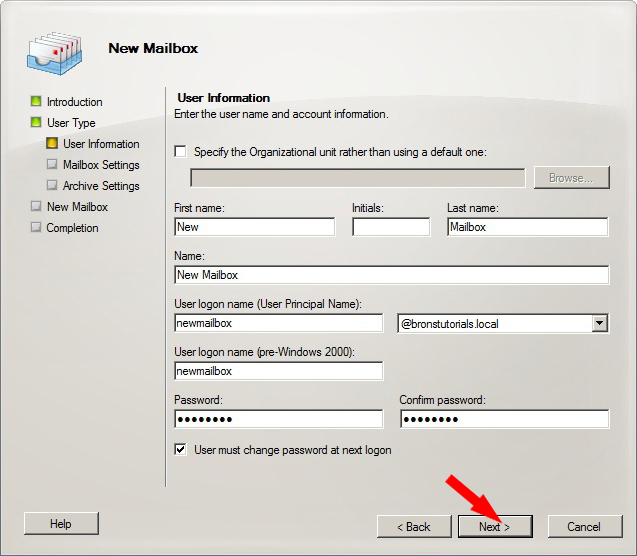 New Mailbox
Introduction
User Type
User Information
Mailbox Settings
Archive Settings
New Mailbox
Completion
User Information
Enter the user name and account information.
Specify the Organizational unit rather than using a default one:
Browse...
First name: Initials: Last name:
New Mailbox
Name:
New Mailbox
User logon name (User Principal Name):
newmailbox @bronstutorials.local
User logon name (pre-Windows 2000):
newmailbox
Password: Confirm password:
●●●●●●●● ●●●●●●●●
User must change password at next logon
Help < Back Next > Cancel